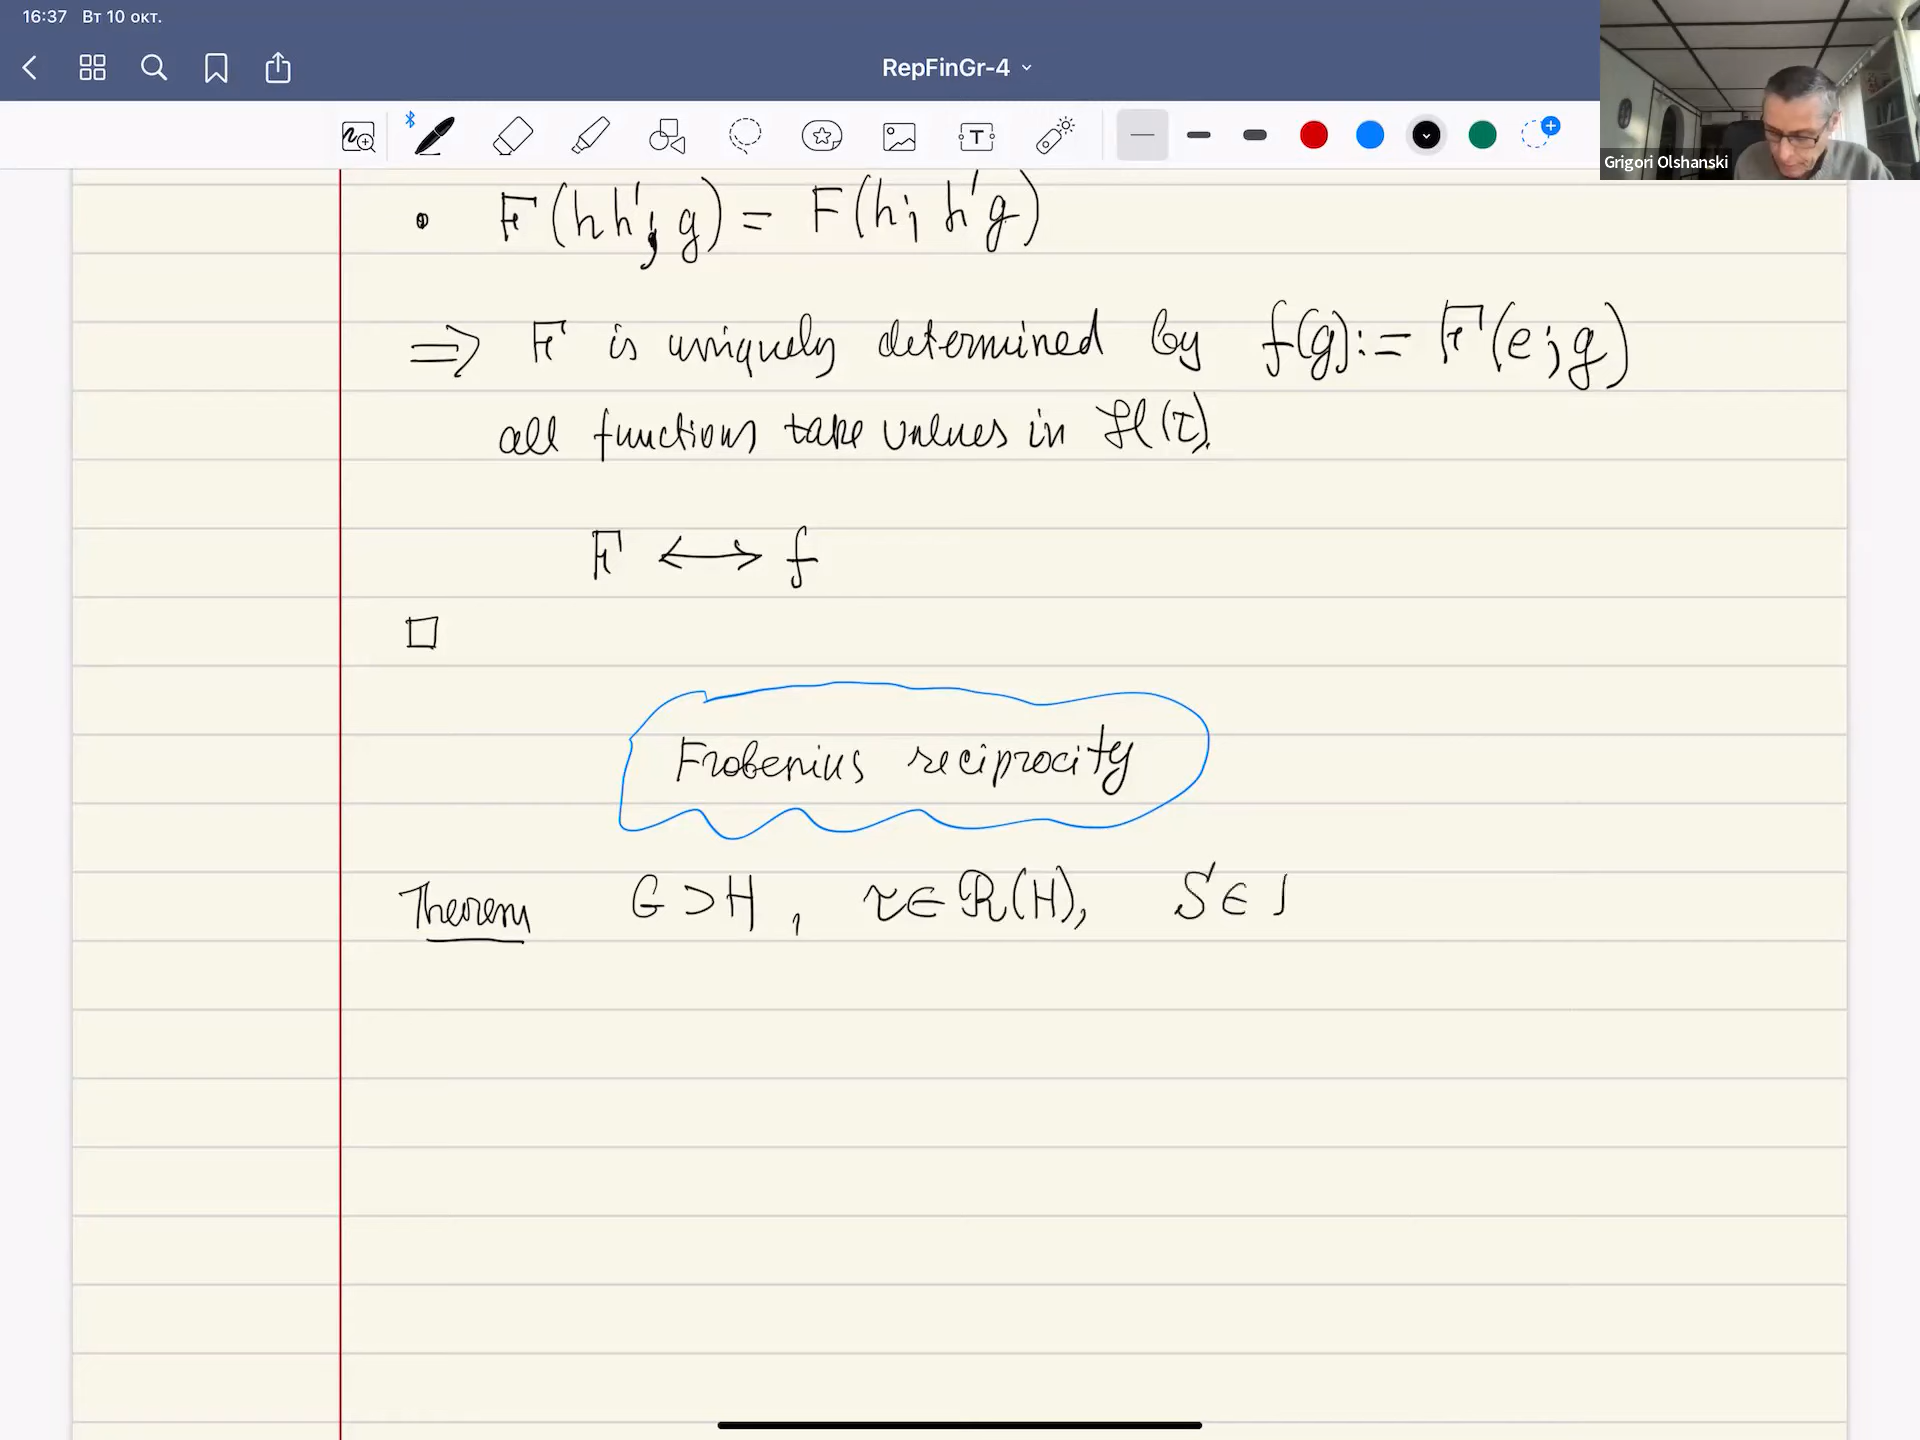 16:37 Вт 10 окт.
RepFinGr-4
T
Grigori Olshanski
• F(hh'; g) = F(h; h'g)
⇒ F is uniquely determined by f(g) := F(e; g)
all functions take values in ℋ(τ).
F ⟷ f
□
Frobenius reciprocity
Theorem G ⊃ H, τ ∈ R(H), S ∈